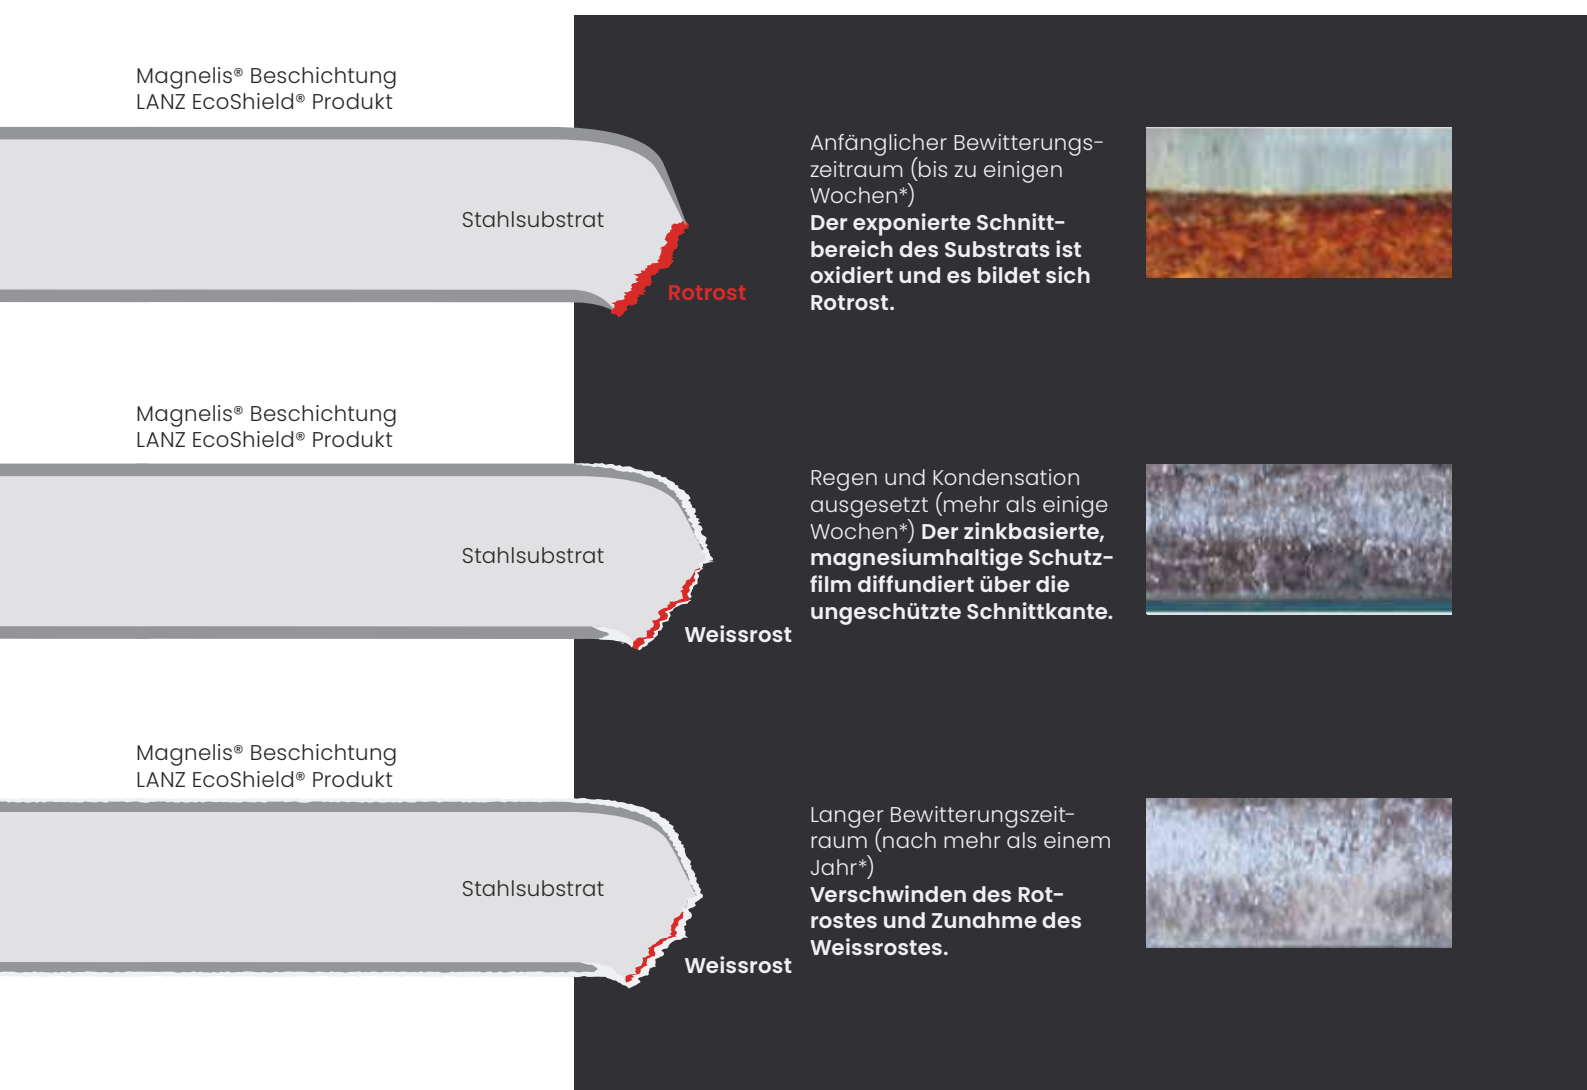 Magnelis® Beschichtung
LANZ EcoShield® Produkt
Stahlsubstrat
Rotrost
Anfänglicher Bewitterungs-
zeitraum (bis zu einigen
Wochen*)
Der exponierte Schnitt-
bereich des Substrats ist
oxidiert und es bildet sich
Rotrost.
Magnelis® Beschichtung
LANZ EcoShield® Produkt
Stahlsubstrat
Weissrost
Regen und Kondensation
ausgesetzt (mehr als einige
Wochen*) Der zinkbasierte,
magnesiumhaltige Schutz-
film diffundiert über die
ungeschützte Schnittkante.
Magnelis® Beschichtung
LANZ EcoShield® Produkt
Stahlsubstrat
Weissrost
Langer Bewitterungszeit-
raum (nach mehr als einem
Jahr*)
Verschwinden des Rot-
rostes und Zunahme des
Weissrostes.